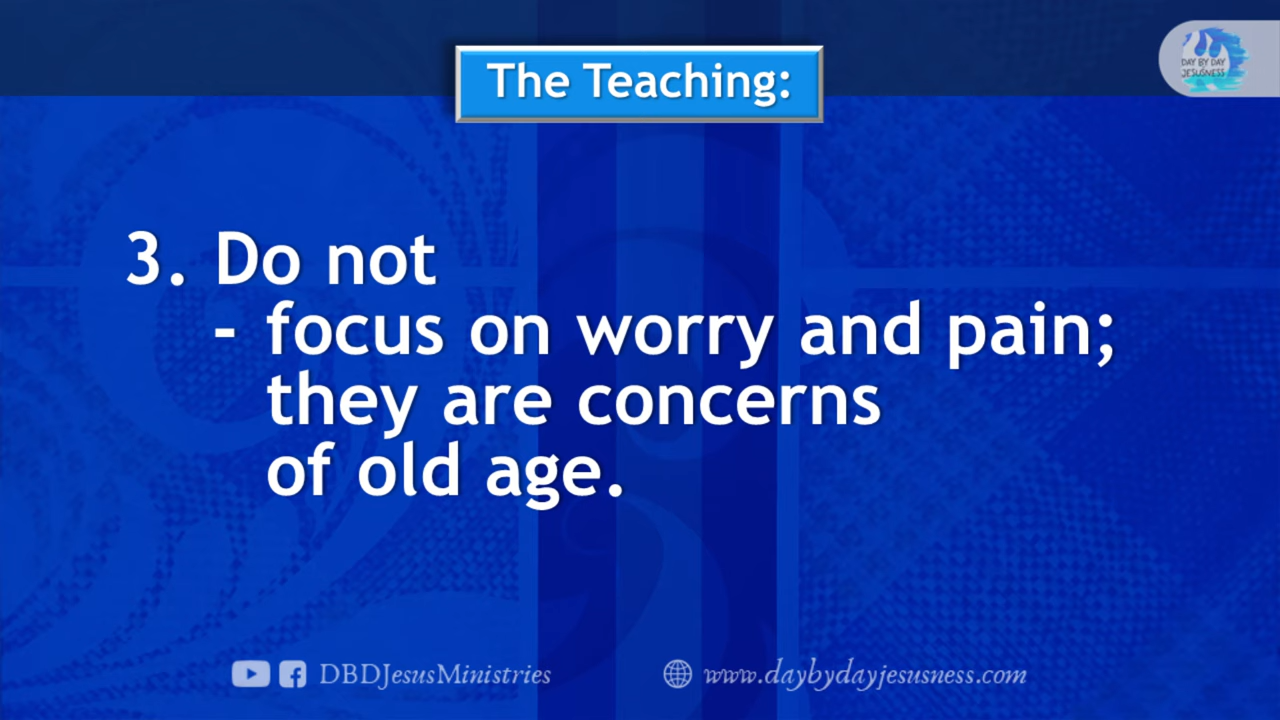 The Teaching:
DAY BY DAY
JESUSNESS
3. Do not
- focus on worry and pain;
they are concerns
of old age.
DBDJesusMinistries
www.daybydayjesusness.com